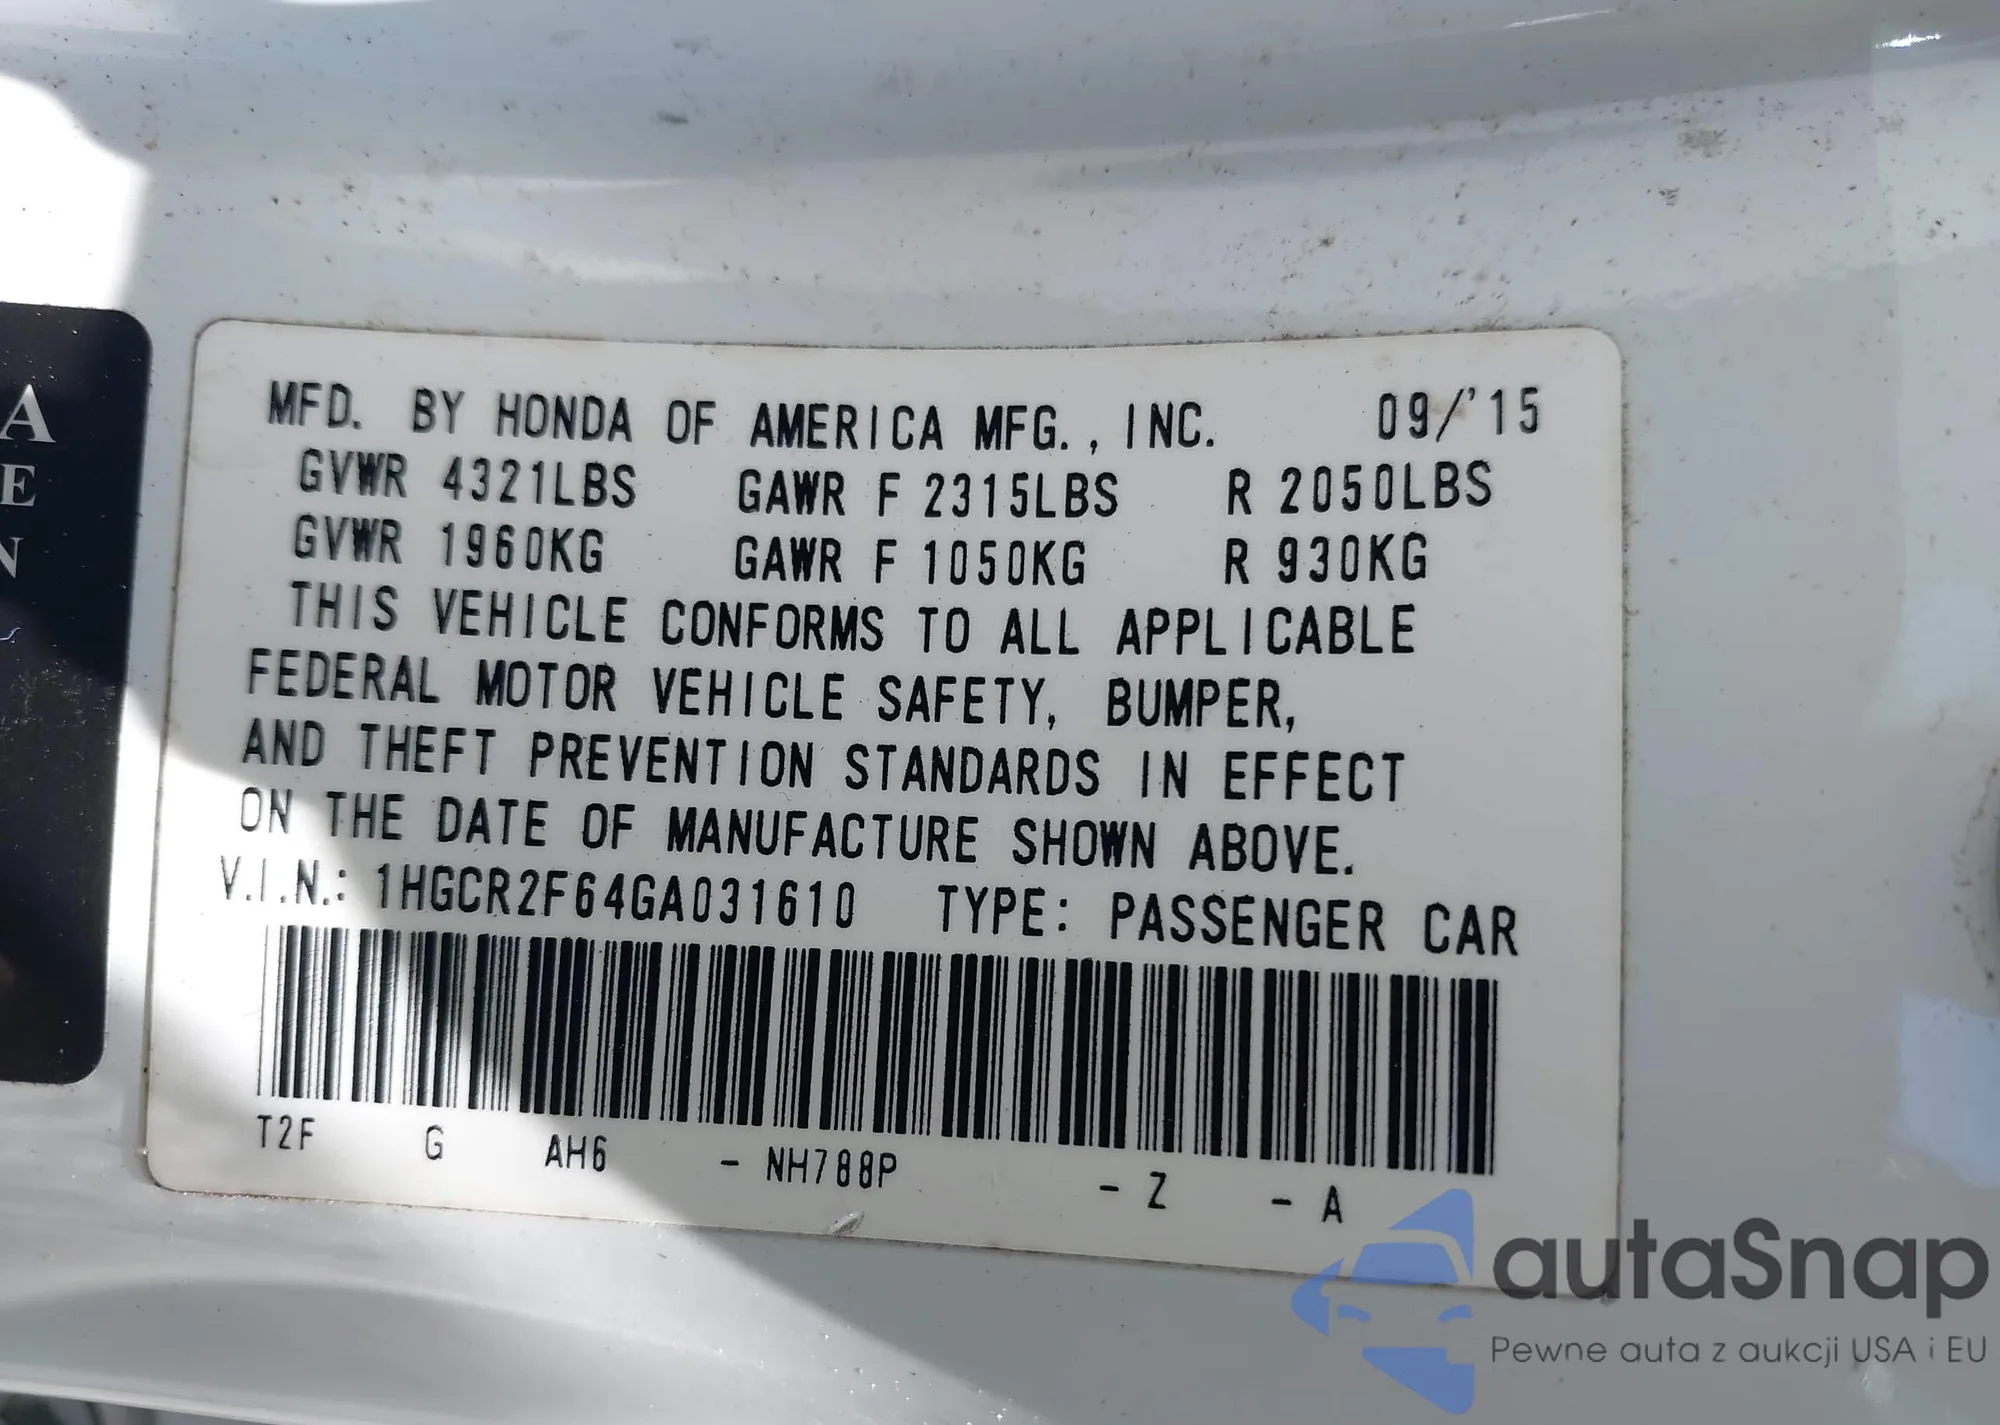 A
E
N
MFD. BY HONDA OF AMERICA MFG., INC. 09/'15
GVWR 4321LBS GAWR F 2315LBS R 2050LBS
GVWR 1960KG GAWR F 1050KG R 930KG
THIS VEHICLE CONFORMS TO ALL APPLICABLE
FEDERAL MOTOR VEHICLE SAFETY, BUMPER,
AND THEFT PREVENTION STANDARDS IN EFFECT
ON THE DATE OF MANUFACTURE SHOWN ABOVE.
V.I.N.: 1HGCR2F64GA031610 TYPE: PASSENGER CAR
T2F G AH6 - NH788P - Z - A
autaSnap
Pewne auta z aukcji USA i EU